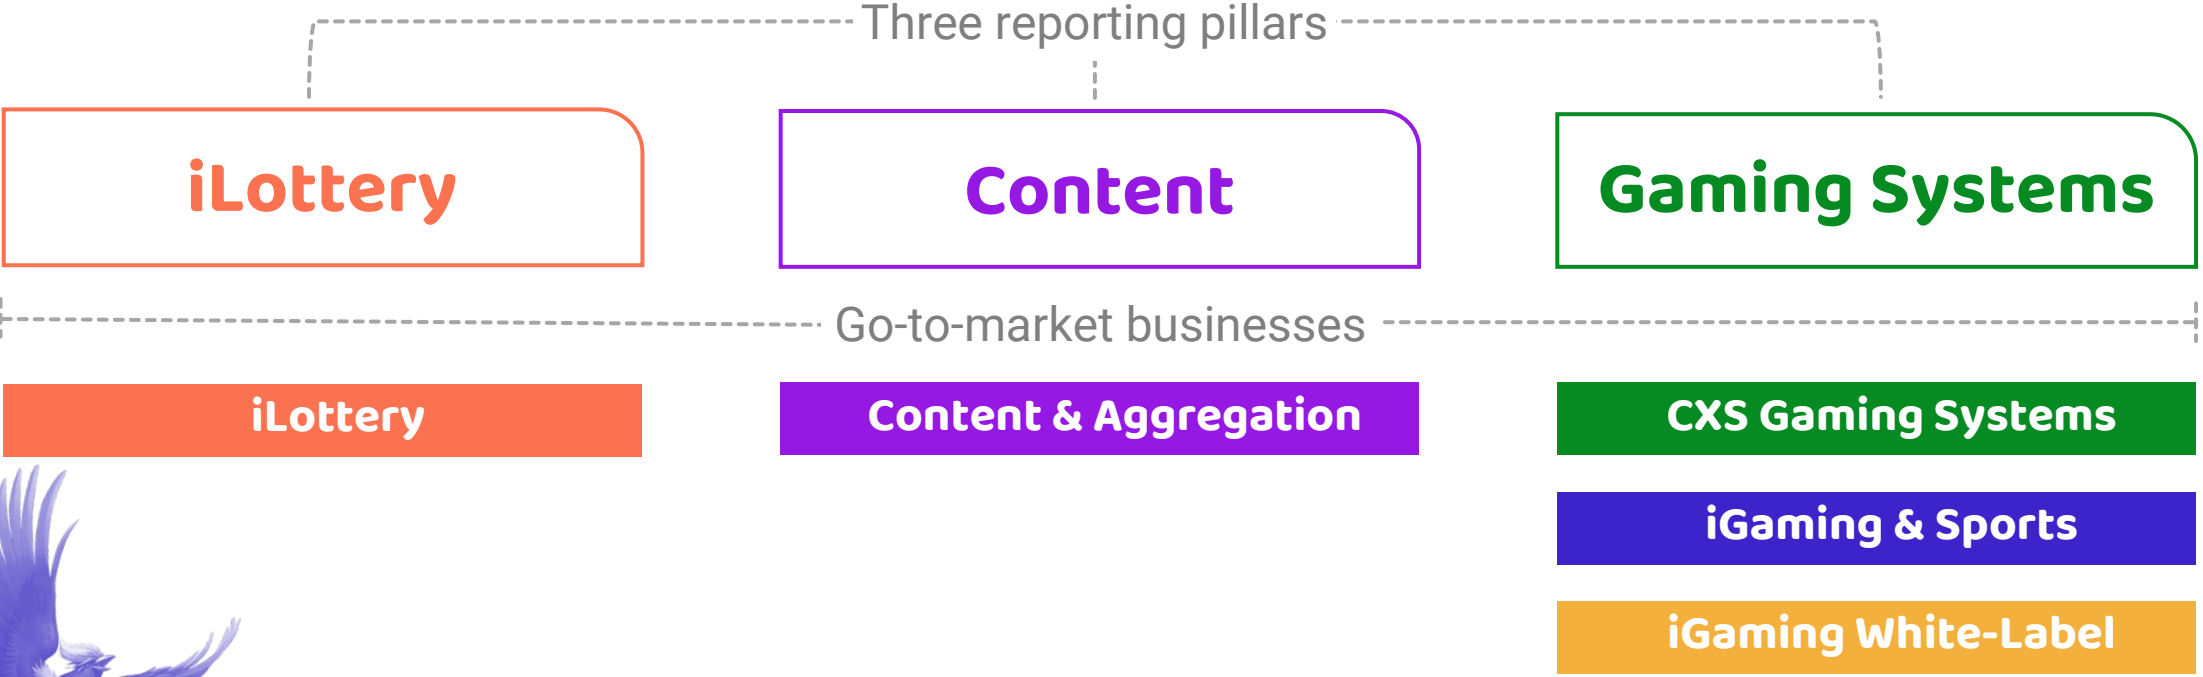 Three reporting pillars
iLottery
Content
Gaming Systems
Go-to-market businesses
iLottery
Content & Aggregation
CXS Gaming Systems
iGaming & Sports
iGaming White-Label